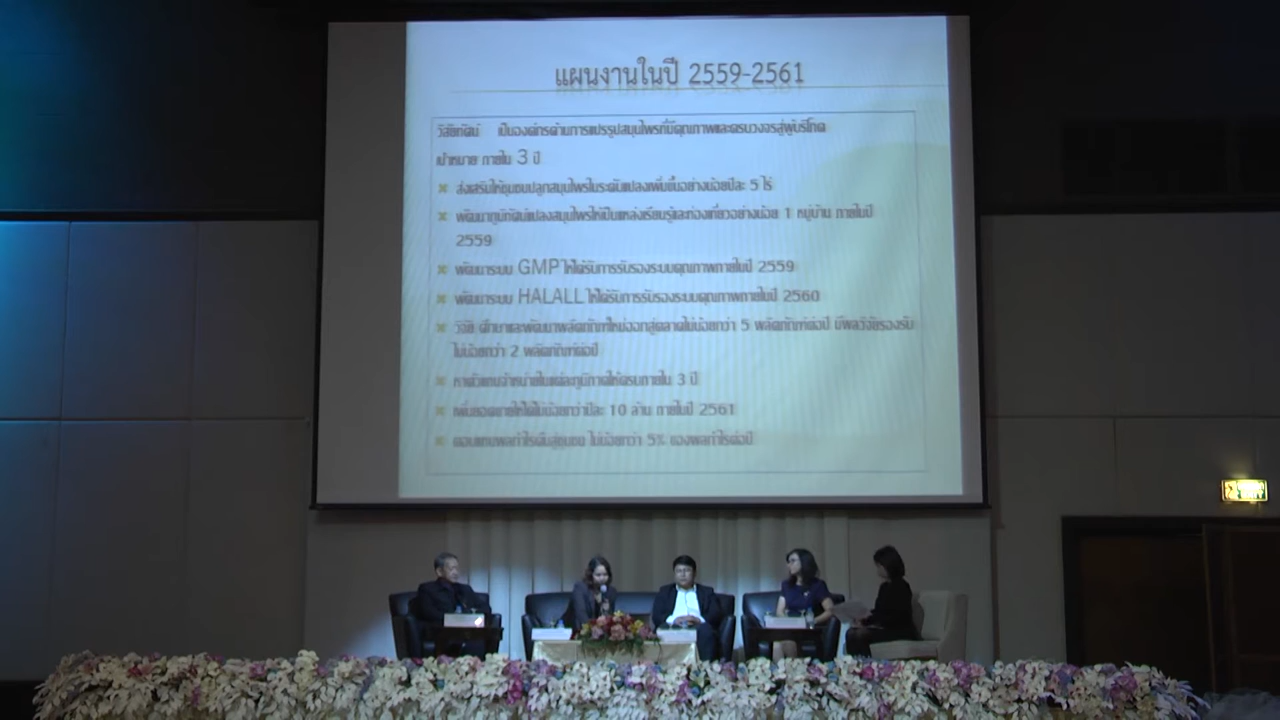 แผนงานในปี 2559-2561
วิสัยทัศน์ เป็นองค์กรด้านการแปรรูปสมุนไพรที่มีคุณภาพและครบวงจรสู่ผู้บริโภค
เป้าหมาย ภายใน 3 ปี
ส่งเสริมให้ชุมชนปลูกสมุนไพรในระดับแปลงเพิ่มขึ้นอย่างน้อยปีละ 5 ไร่
พัฒนาภูมิทัศน์แปลงสมุนไพรให้เป็นแหล่งเรียนรู้และท่องเที่ยวอย่างน้อย 1 หมู่บ้าน ภายในปี
2559
พัฒนาระบบ GMP ให้ได้รับการรับรองระบบคุณภาพภายในปี 2559
พัฒนาระบบ HALALL ให้ได้รับการรับรองระบบคุณภาพภายในปี 2560
วิจัย ศึกษาและพัฒนาผลิตภัณฑ์ใหม่ออกสู่ตลาดไม่น้อยกว่า 5 ผลิตภัณฑ์ต่อปี มีผลวิจัยรองรับ
ไม่น้อยกว่า 2 ผลิตภัณฑ์ต่อปี
หาตัวแทนจำหน่ายในแต่ละภูมิภาคให้ครบภายใน 3 ปี
เพิ่มยอดขายให้ได้ไม่น้อยกว่าปีละ 10 ล้าน ภายในปี 2561
ตอบแทนผลกำไรคืนสู่ชุมชน ไม่น้อยกว่า 5% ของผลกำไรต่อปี